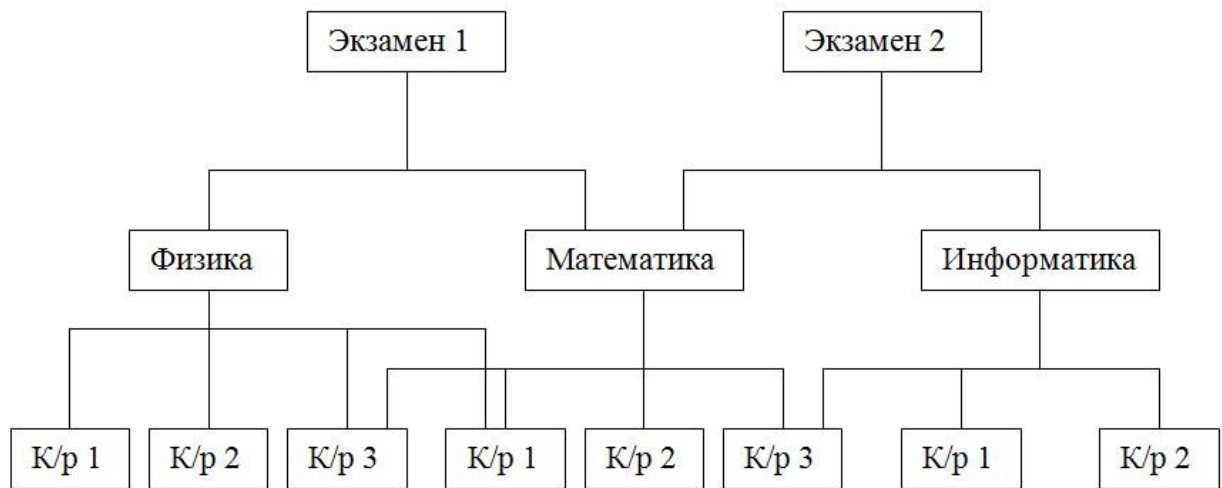 Экзамен 1
Экзамен 2
Физика
Математика
Информатика
К/р 1
К/р 2
К/р 3
К/р 1
К/р 2
К/р 3
К/р 1
К/р 2